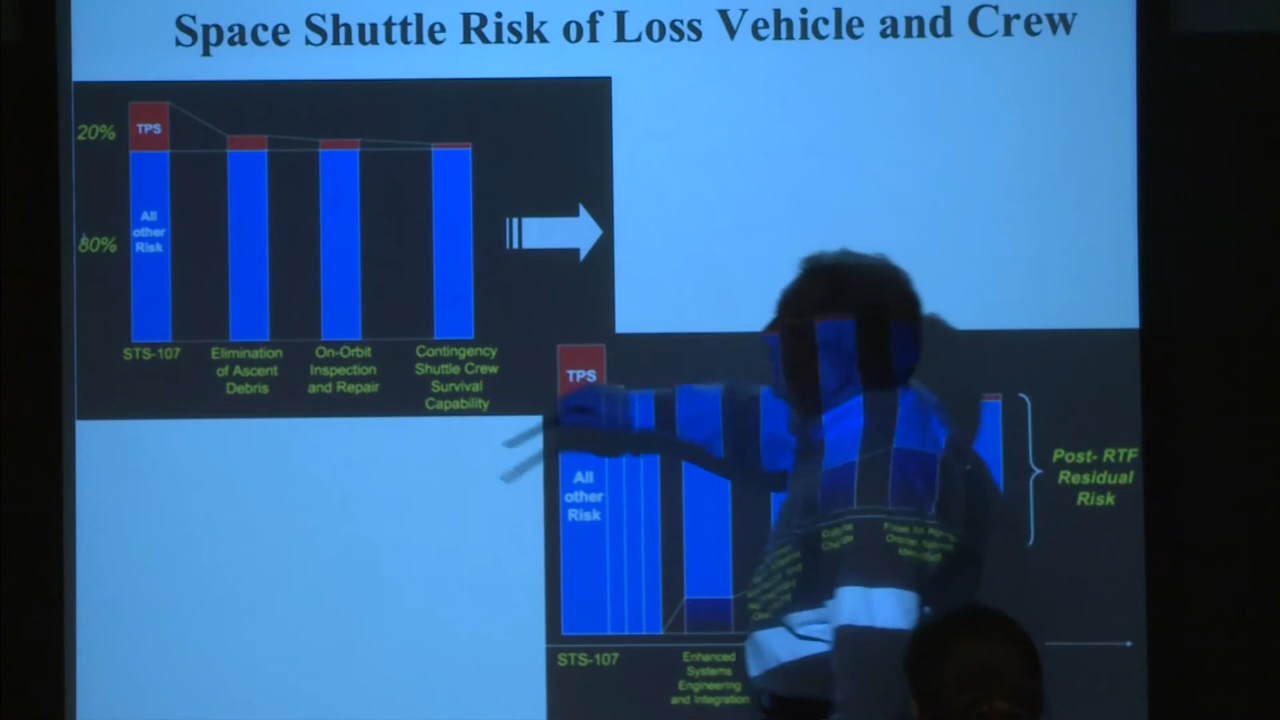 Space Shuttle Risk of Loss Vehicle and Crew
20%
TPS
All
other
Risk
80%
STS-107
Elimination
of Ascent
Debris
On-Orbit
Inspection
and Repair
Contingency
Shuttle Crew
Survival
Capability
TPS
All
other
Risk
Post- RTF
Residual
Risk
STS-107
Enhanced
Systems
Engineering
and Integration